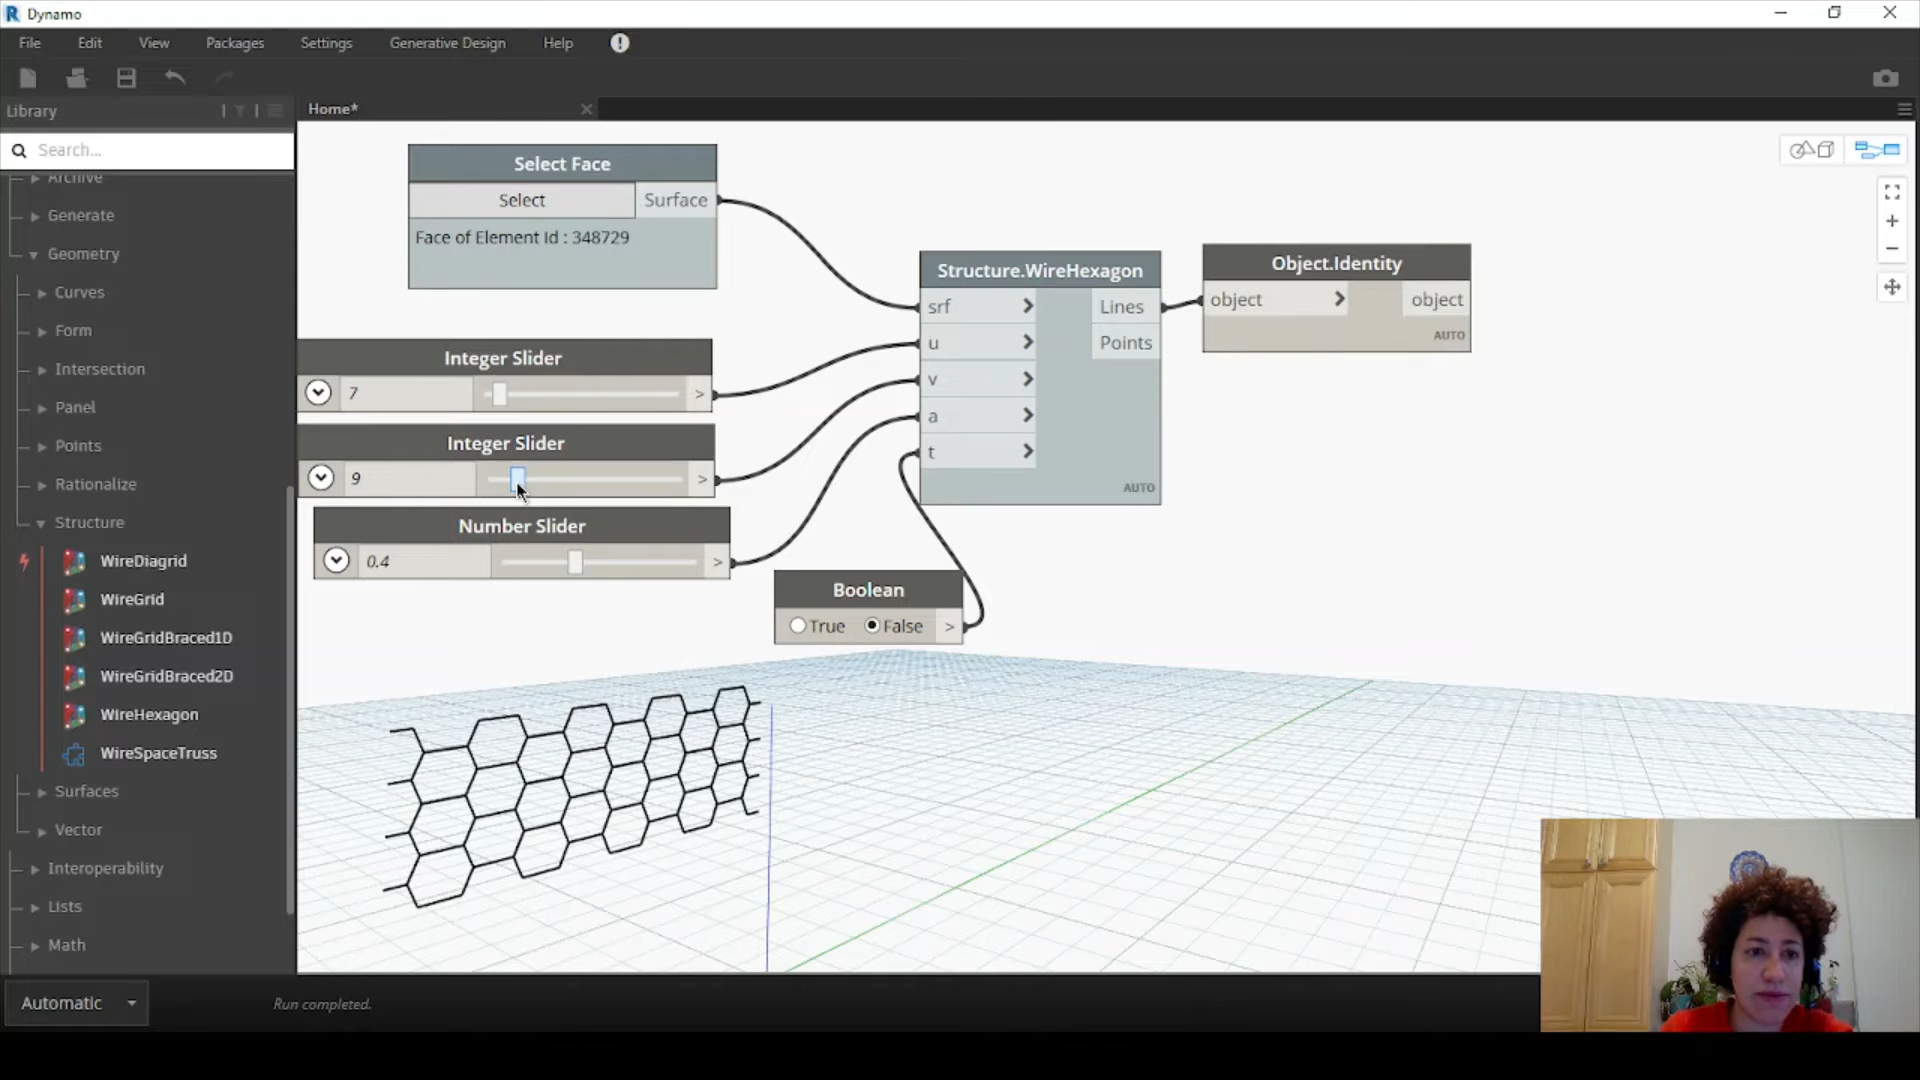 Dynamo
File Edit View Packages Settings Generative Design Help
Library
Home*
Search...
Archive
Generate
Geometry
Curves
Form
Intersection
Panel
Points
Rationalize
Structure
WireDiagrid
WireGrid
WireGridBraced1D
WireGridBraced2D
WireHexagon
WireSpaceTruss
Surfaces
Vector
Interoperability
Lists
Math
Select Face
Select Surface
Face of Element Id : 348729
Integer Slider
7 >
Integer Slider
9 >
Number Slider
0.4 >
Boolean
True False >
Structure.WireHexagon
srf > Lines
u > Points
v >
a >
t >
AUTO
Object.Identity
object > object
AUTO
Automatic Run completed.